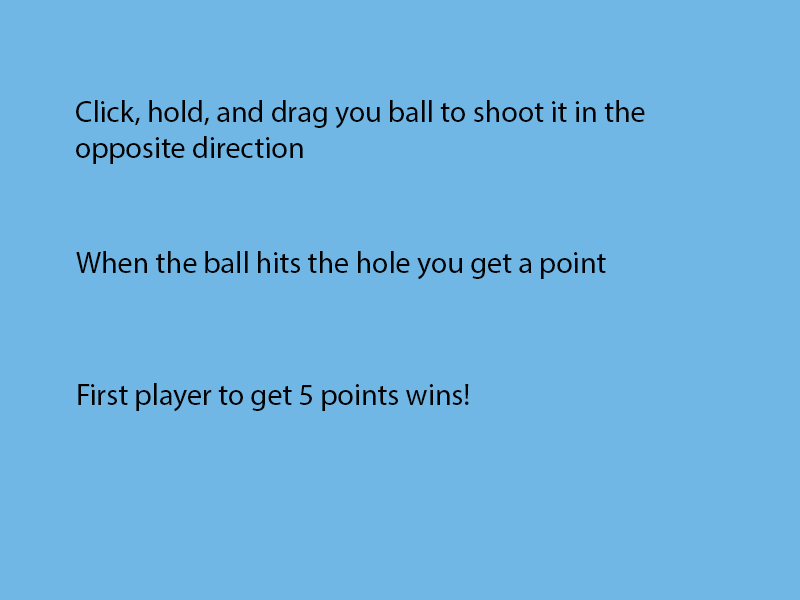 Click, hold, and drag you ball to shoot it in the
opposite direction
When the ball hits the hole you get a point
First player to get 5 points wins!